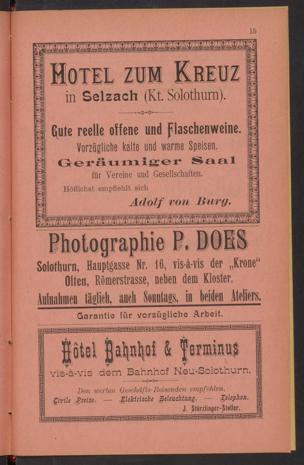 15
HOTEL ZUM KREUZ
in Selzach (Kt. Solothurn).
Gute reelle offene und Flaschenweine.
Vorzügliche kalte und warme Speisen.
Geräumiger Saal
für Vereine und Gesellschaften.
Höflichst empfiehlt sich
Adolf von Burg.
Photographie P. DOES
Solothurn, Hauptgasse Nr. 16, vis-à-vis der „Krone"
Olten, Römerstrasse, neben dem Kloster.
Aufnahmen täglich, auch Sonntags, in beiden Ateliers.
Garantie für vorzügliche Arbeit.
Hôtel Bahnhof & Terminus
vis-à-vis dem Bahnhof Neu-Solothurn.
Den werten Geschäfts-Reisenden empfohlen.
Civile Preise. — Elektrische Beleuchtung. — Telephon.
J. Stürchinger-Stelter.